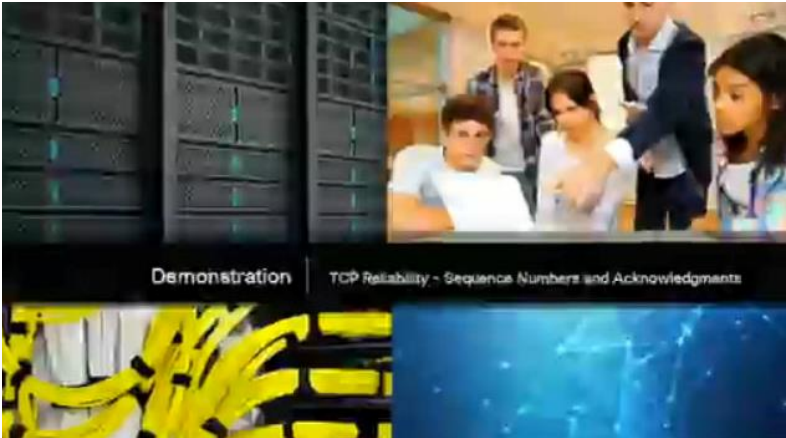 Demonstration
TCP Reliability - Sequence Numbers and Acknowledgments